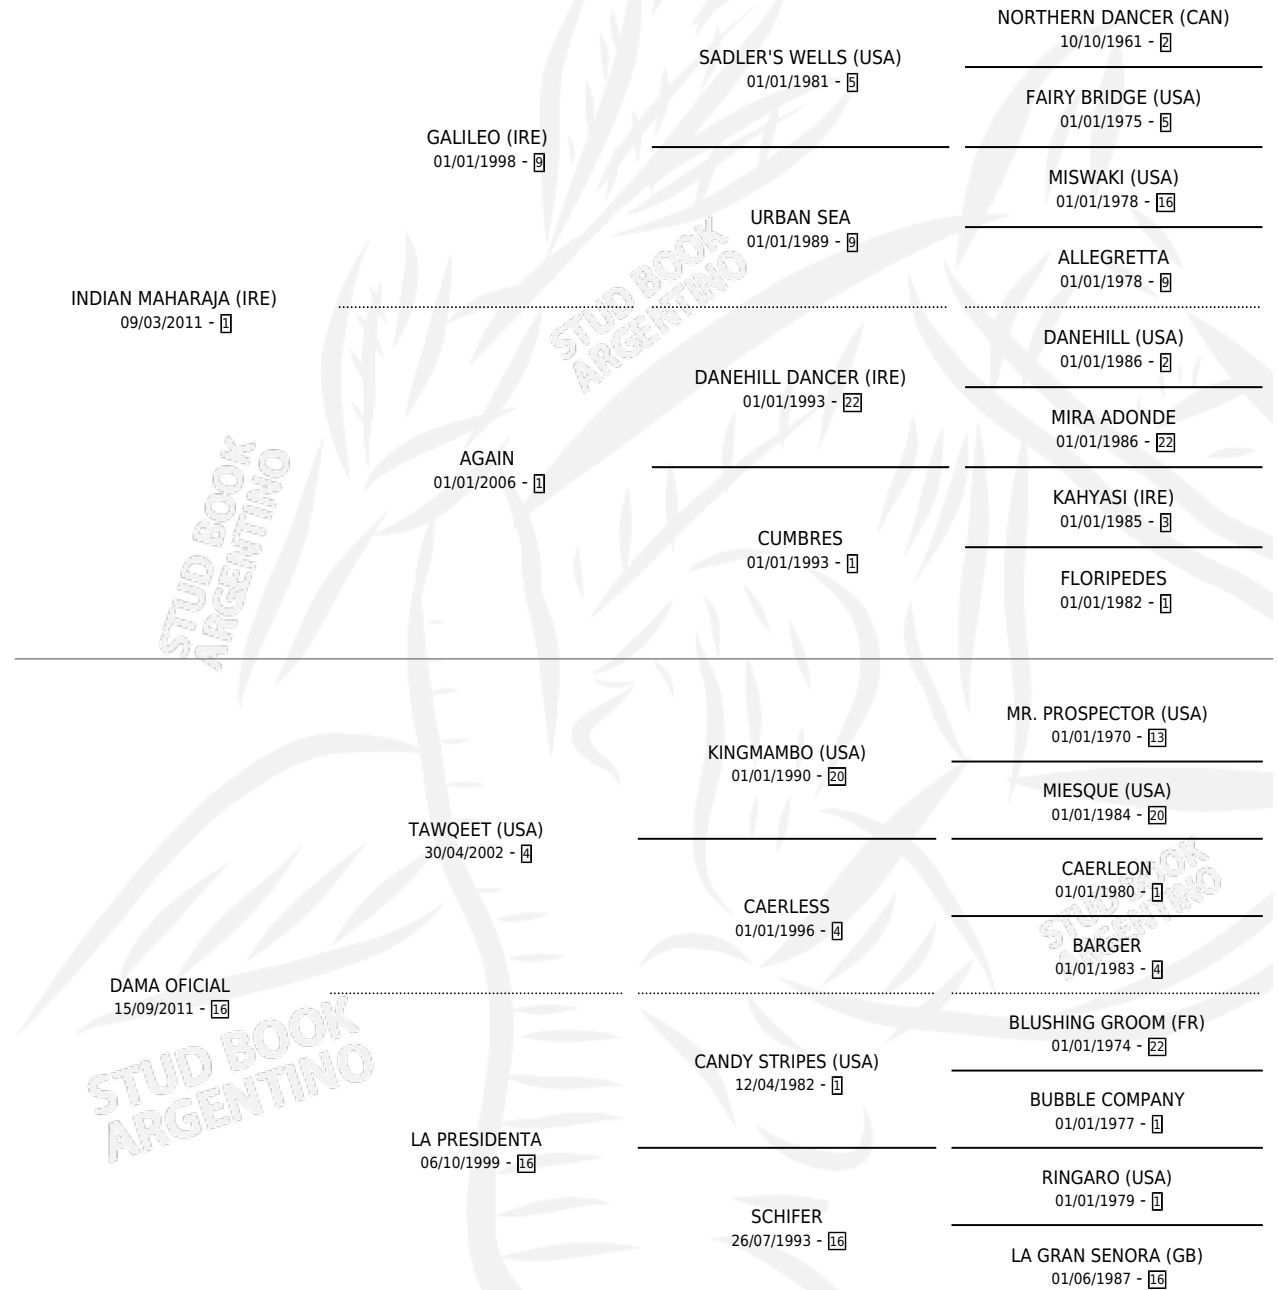 NORTHERN DANCER (CAN)
10/10/1961 - 2
SADLER'S WELLS (USA)
01/01/1981 - 5
FAIRY BRIDGE (USA)
01/01/1975 - 5
GALILEO (IRE)
01/01/1998 - 9
MISWAKI (USA)
01/01/1978 - 16
URBAN SEA
01/01/1989 - 9
ALLEGRETTA
01/01/1978 - 9
INDIAN MAHARAJA (IRE)
09/03/2011 - 1
STUD BOOK
ARGENTINO
DANEHILL (USA)
01/01/1986 - 2
DANEHILL DANCER (IRE)
01/01/1993 - 22
MIRA ADONDE
01/01/1986 - 22
AGAIN
01/01/2006 - 1
KAHYASI (IRE)
01/01/1985 - 3
CUMBRES
01/01/1993 - 1
FLORIPEDES
01/01/1982 - 1
STUD BOOK
ARGENTINO
MR. PROSPECTOR (USA)
01/01/1970 - 13
KINGMAMBO (USA)
01/01/1990 - 20
MIESQUE (USA)
01/01/1984 - 20
TAWQEET (USA)
30/04/2002 - 4
CAERLEON
01/01/1980 - 1
CAERLESS
01/01/1996 - 4
BARGER
01/01/1983 - 4
STUD BOOK
ARGENTINO
DAMA OFICIAL
15/09/2011 - 16
STUD BOOK
ARGENTINO
BLUSHING GROOM (FR)
01/01/1974 - 22
CANDY STRIPES (USA)
12/04/1982 - 1
BUBBLE COMPANY
01/01/1977 - 1
LA PRESIDENTA
06/10/1999 - 16
RINGARO (USA)
01/01/1979 - 1
SCHIFER
26/07/1993 - 16
LA GRAN SENORA (GB)
01/06/1987 - 16